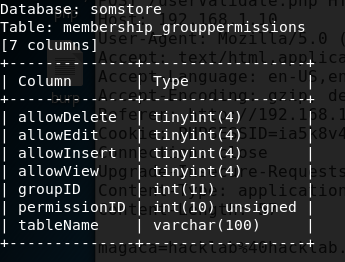 Database: somstore
Table: membership_grouppermissions
[7 columns]
+--------------+------------------+
| Column | Type |
+--------------+------------------+
| allowDelete | tinyint(4) |
| allowEdit | tinyint(4) |
| allowInsert | tinyint(4) |
| allowView | tinyint(4) |
| groupID | int(11) |
| permissionID | int(10) unsigned |
| tableName | varchar(100) |
+--------------+------------------+